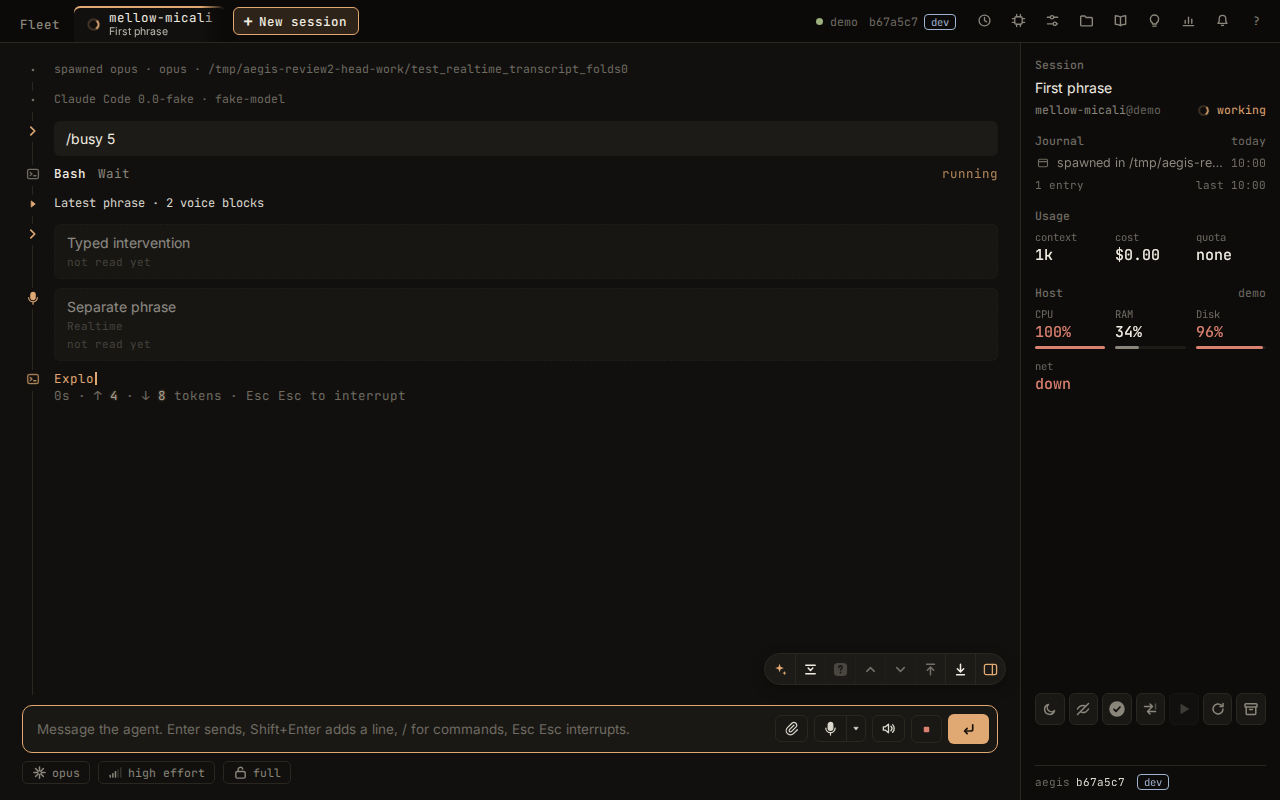 Fleet
mellow-micali
First phrase
+ New session
demo b67a5c7 dev
?
spawned opus · opus · /tmp/aegis-review2-head-work/test_realtime_transcript_folds0
Claude Code 0.0-fake · fake-model
/busy 5
Bash Wait running
Latest phrase · 2 voice blocks
Typed intervention
not read yet
Separate phrase
Realtime
not read yet
Explo
0s · ↑ 4 · ↓ 8 tokens · Esc Esc to interrupt
?
Message the agent. Enter sends, Shift+Enter adds a line, / for commands, Esc Esc interrupts.
opus
high effort
full
Session
First phrase
mellow-micali@demo working
Journal today
spawned in /tmp/aegis-re... 10:00
1 entry last 10:00
Usage
context cost quota
1k $0.00 none
Host demo
CPU RAM Disk
100% 34% 96%
net
down
aegis b67a5c7 dev